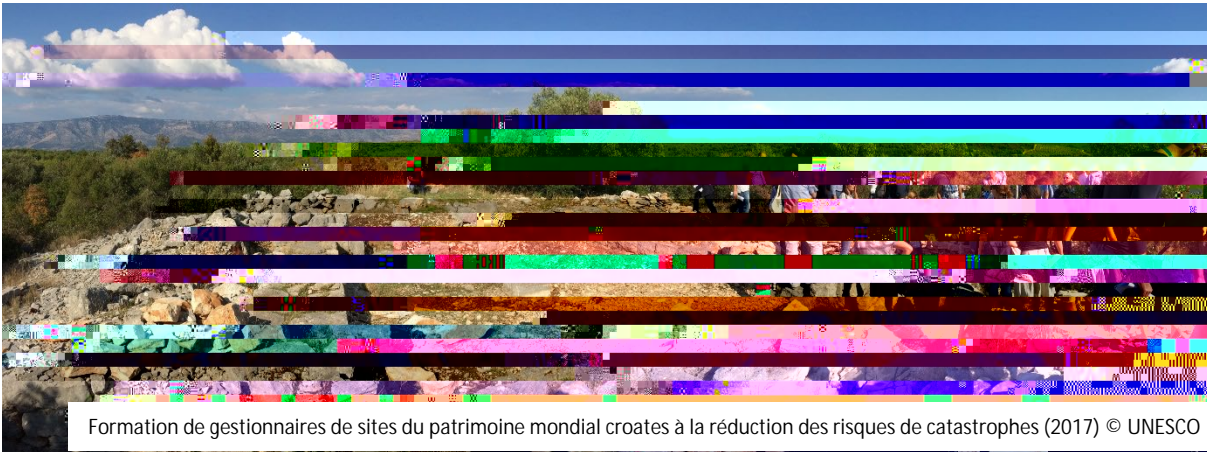 Formation de gestionnaires de sites du patrimoine mondial croates à la réduction des risques de catastrophes (2017) © UNESCO